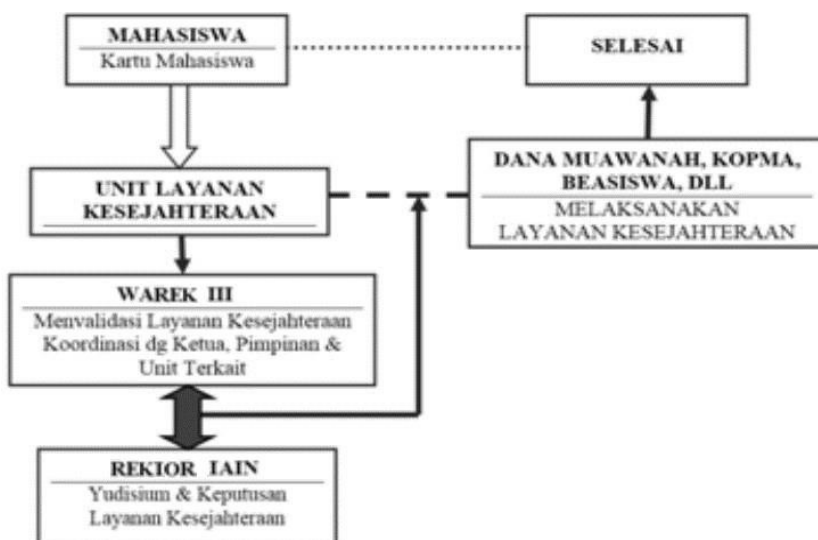 MAHASISWA
Kartu Mahasiswa
UNIT LAYANAN
KESEJAHTERAAN
WAREK III
Menvalidasi Layanan Kesejahteraan
Koordinasi dg Ketua, Pimpinan &
Unit Terkait
REKIOR IAIN
Yudisium & Keputusan
Layanan Kesejahteraan
SELESAI
DANA MUAWANAH, KOPMA,
BEASISWA, DLL
MELAKSANAKAN
LAYANAN KESEJAHTERAAN